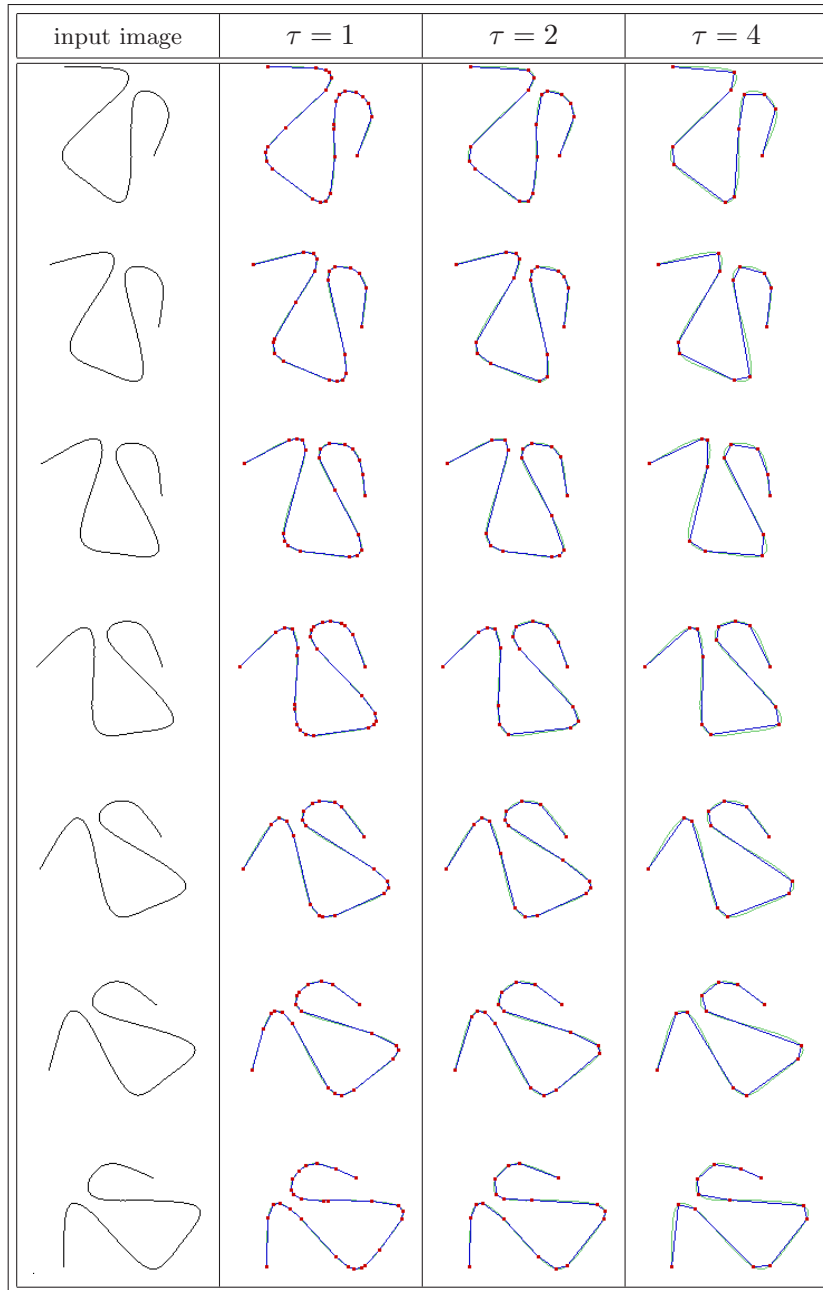 input image τ = 1 τ = 2 τ = 4